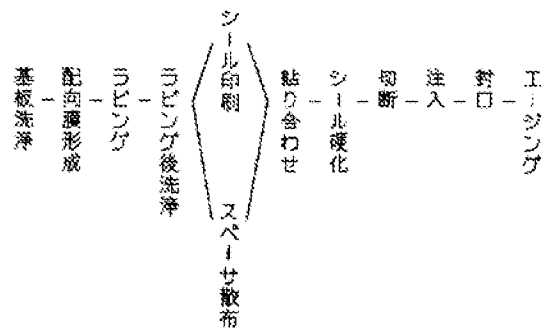 基板洗浄
配向膜形成
ラビング
ラビング後洗浄
シール印刷
スペーサ散布
貼り合わせ
シール硬化
切断
注入
封口
エージング